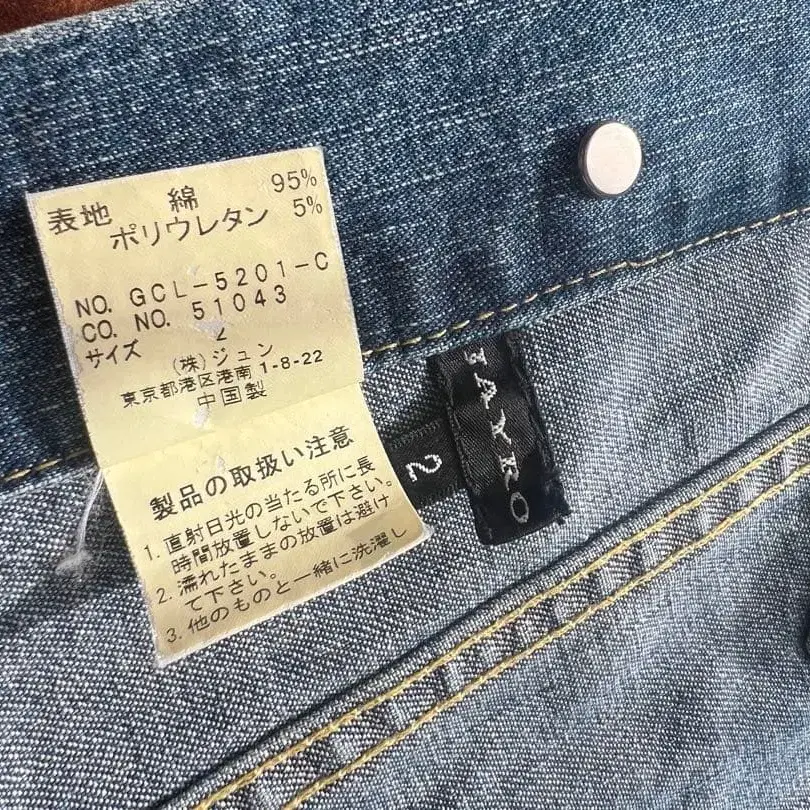 表地 綿 95%
ポリウレタン 5%
NO. GCL-5201-C
CO. NO. 51043
サイズ 2
(株)ジュン
東京都港区港南1-8-22
中国製
製品の取扱い注意
1. 直射日光の当たる所に長
時間放置しないで下さい。
2. 濡れたままの放置は避け
て下さい。
3. 他のものと一緒に洗濯し
2
JAYRO